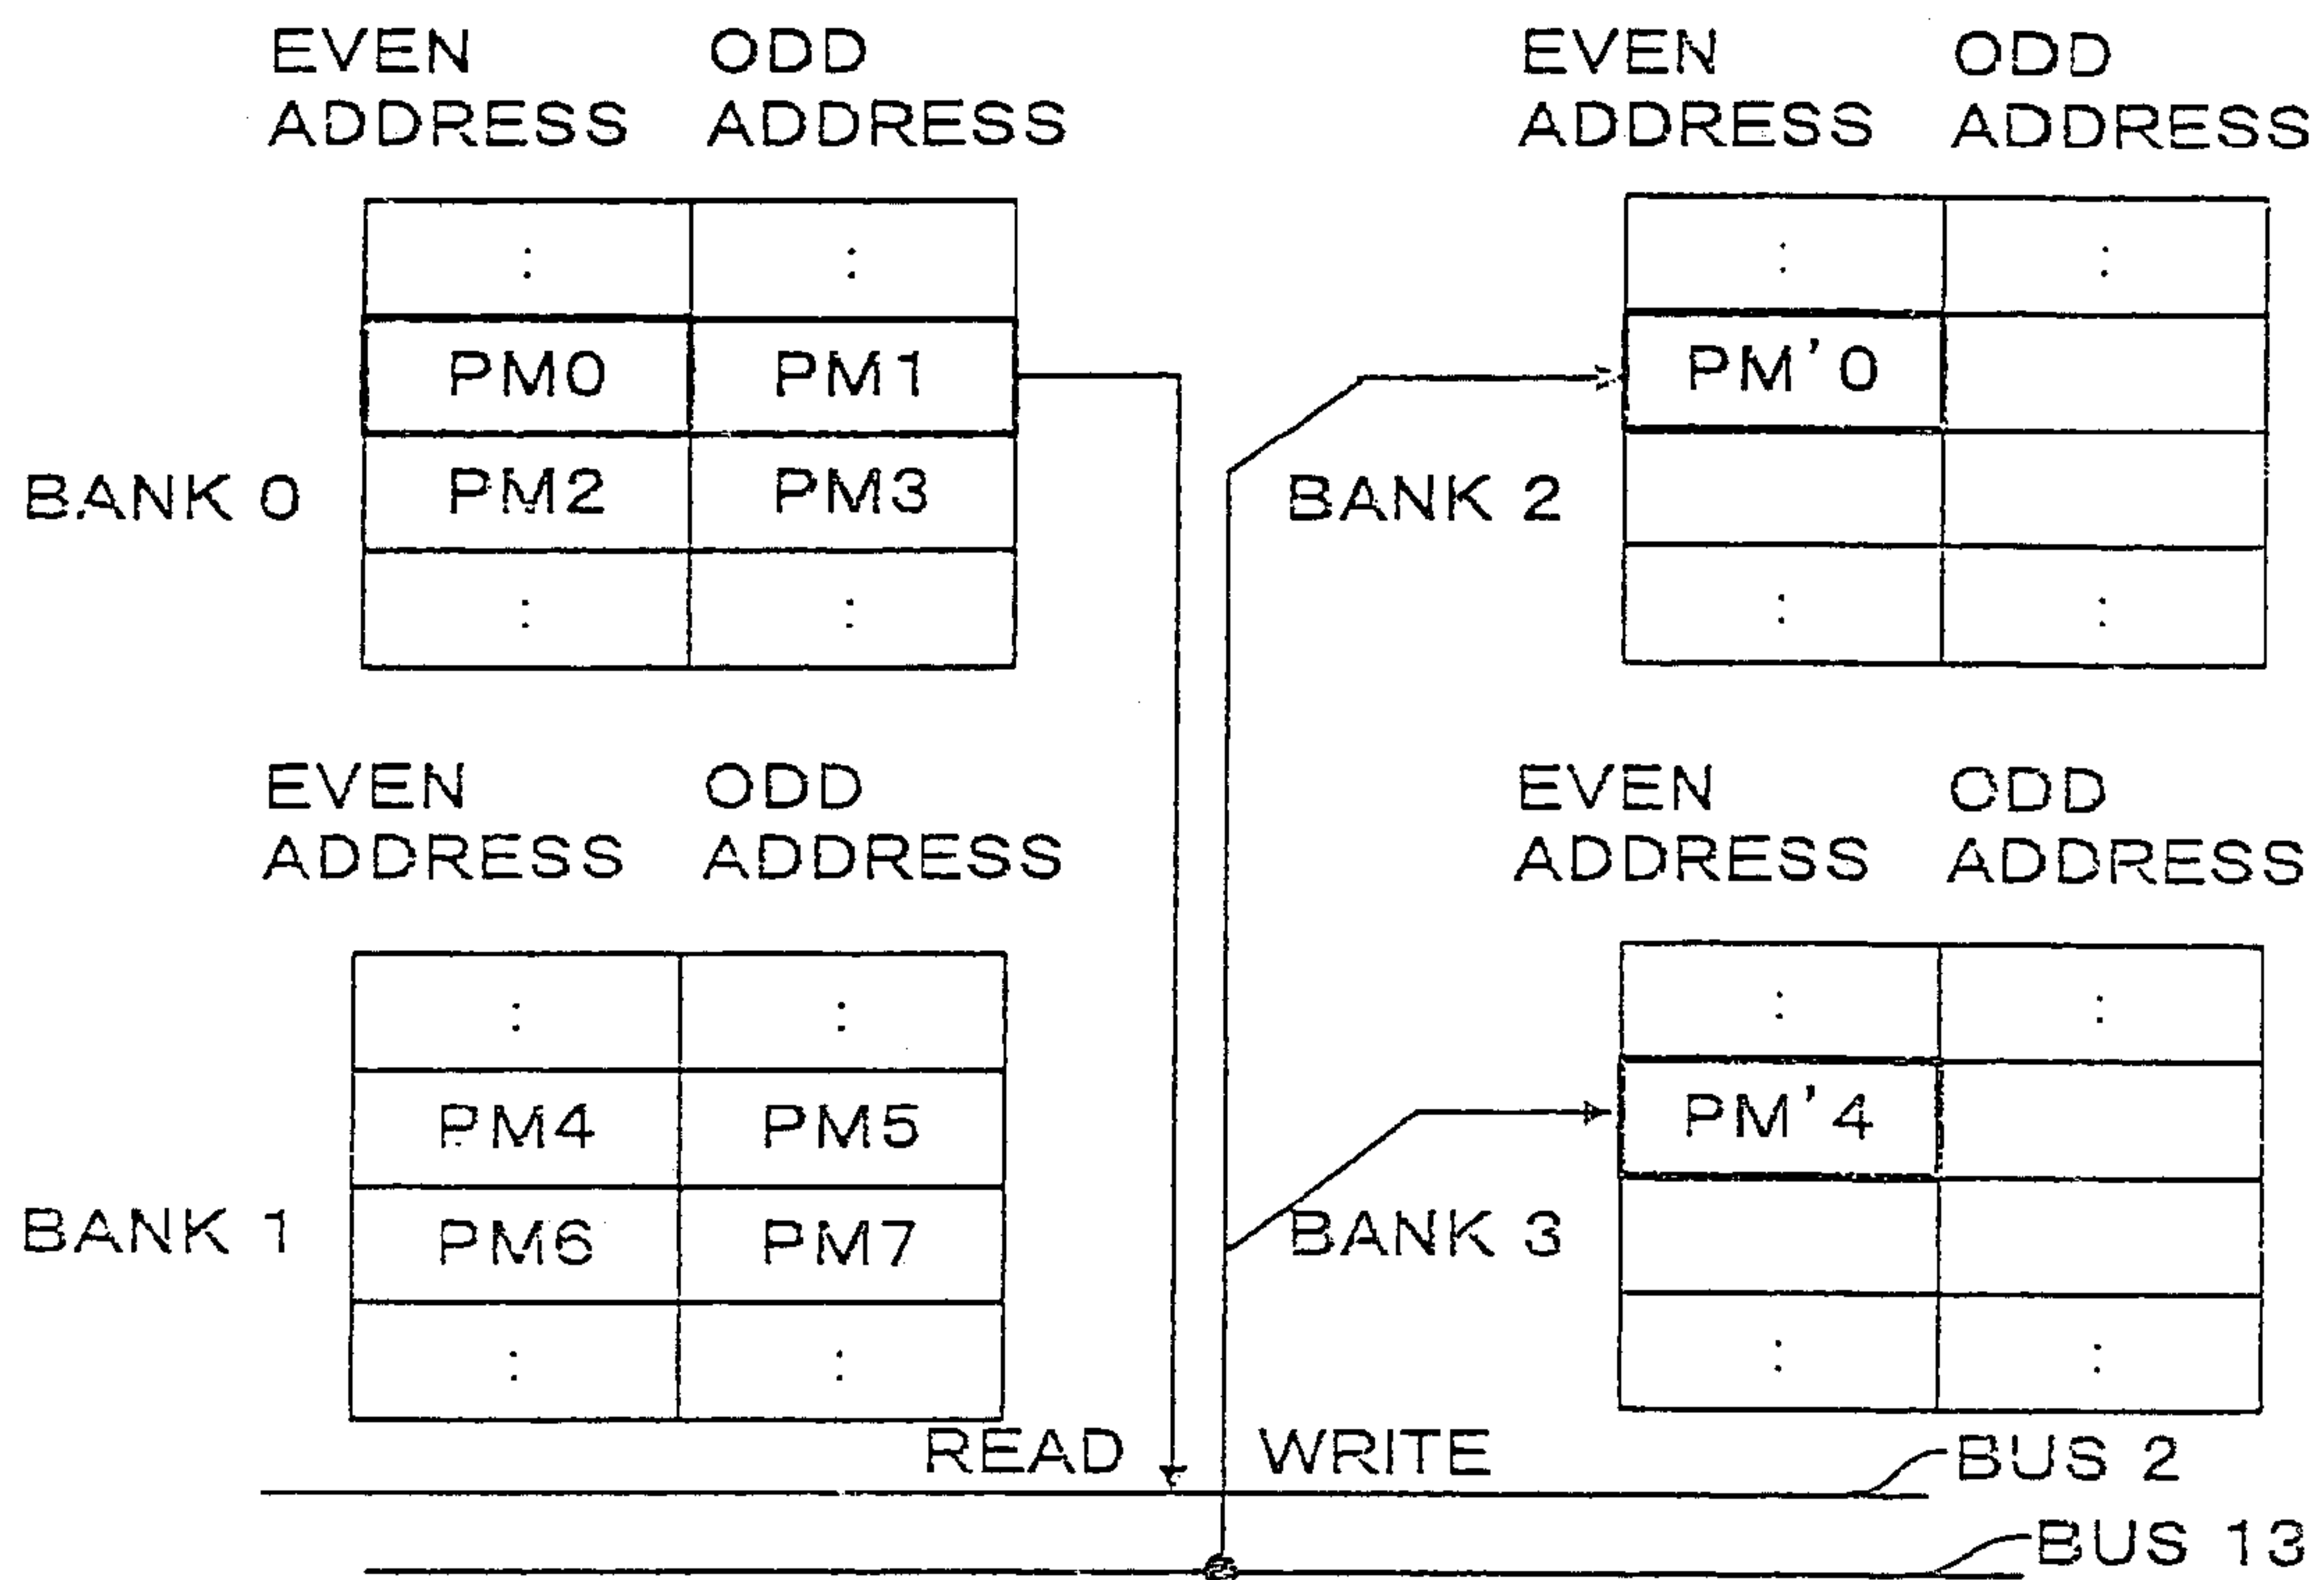 EVEN ADDRESS
ODD ADDRESS
EVEN ADDRESS
ODD ADDRESS
:
:
:
:
PM0
PM1
PM'0
BANK 0
PM2
PM3
BANK 2
:
:
:
:
EVEN ADDRESS
ODD ADDRESS
EVEN ADDRESS
ODD ADDRESS
:
:
:
:
PM4
PM5
PM'4
BANK 1
PM6
PM7
BANK 3
:
:
:
:
READ
WRITE
BUS 2
BUS 13